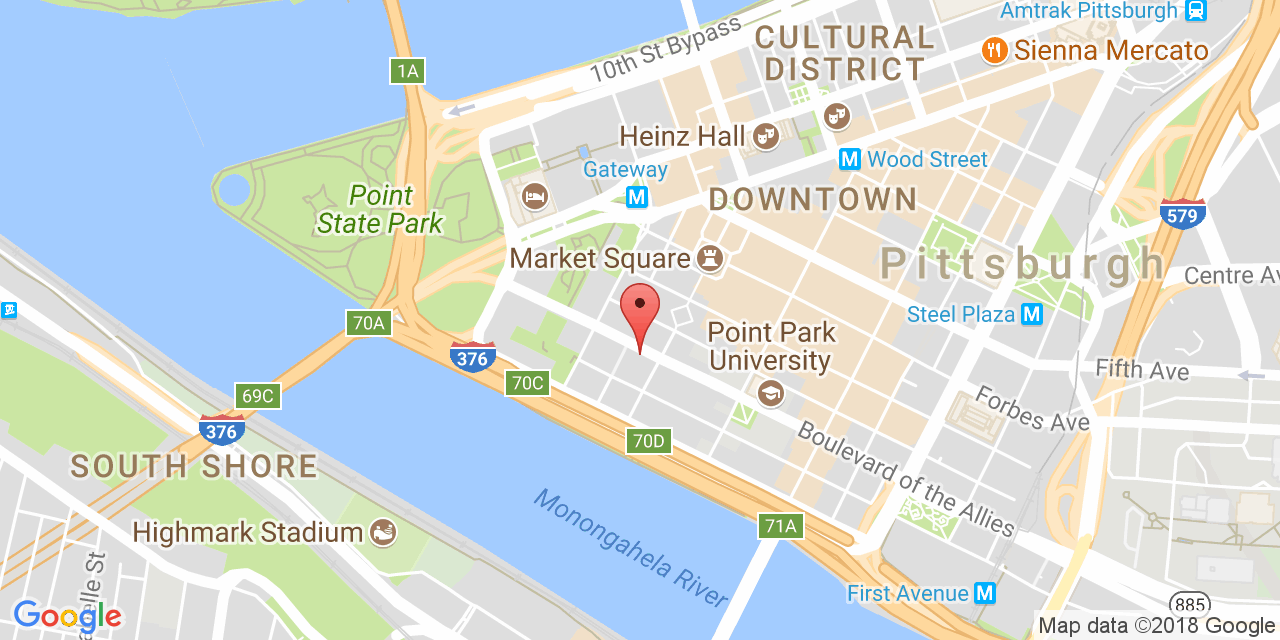 Amtrak Pittsburgh
10th St Bypass
CULTURAL
DISTRICT
Sienna Mercato
1A
Heinz Hall
M Wood Street
Gateway
M
Point
State Park
DOWNTOWN
579
Market Square
Pittsburgh
Centre Av
Steel Plaza M
70A
376
Point Park
University
70C
Fifth Ave
69C
Forbes Ave
376
70D
Boulevard of the Allies
SOUTH SHORE
Monongahela River
71A
Highmark Stadium
elle St
First Avenue M
885
Google
Map data ©2018 Google